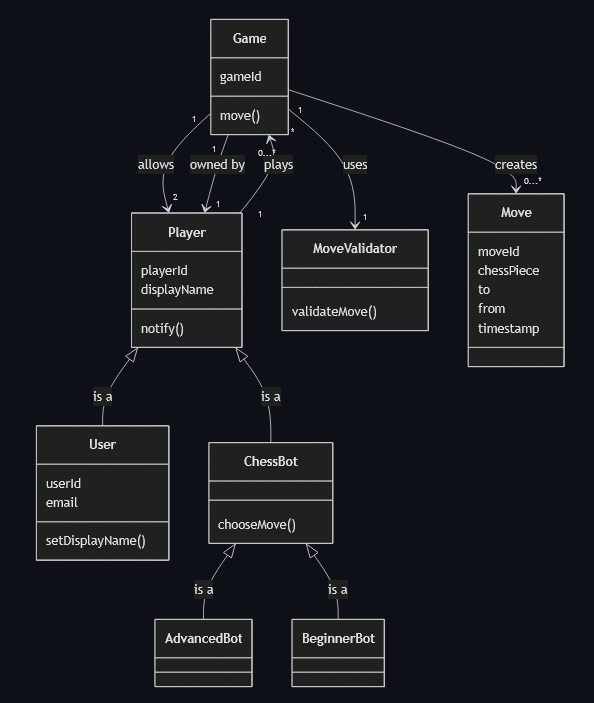 Game
gameId
move()
1
1
*
1
allows
owned by
0...*
plays
uses
creates
2
1
1
1
0...*
Player
playerId
displayName
notify()
MoveValidator
validateMove()
Move
moveId
chessPiece
to
from
timestamp
is a
is a
User
userId
email
setDisplayName()
ChessBot
chooseMove()
is a
is a
AdvancedBot
BeginnerBot